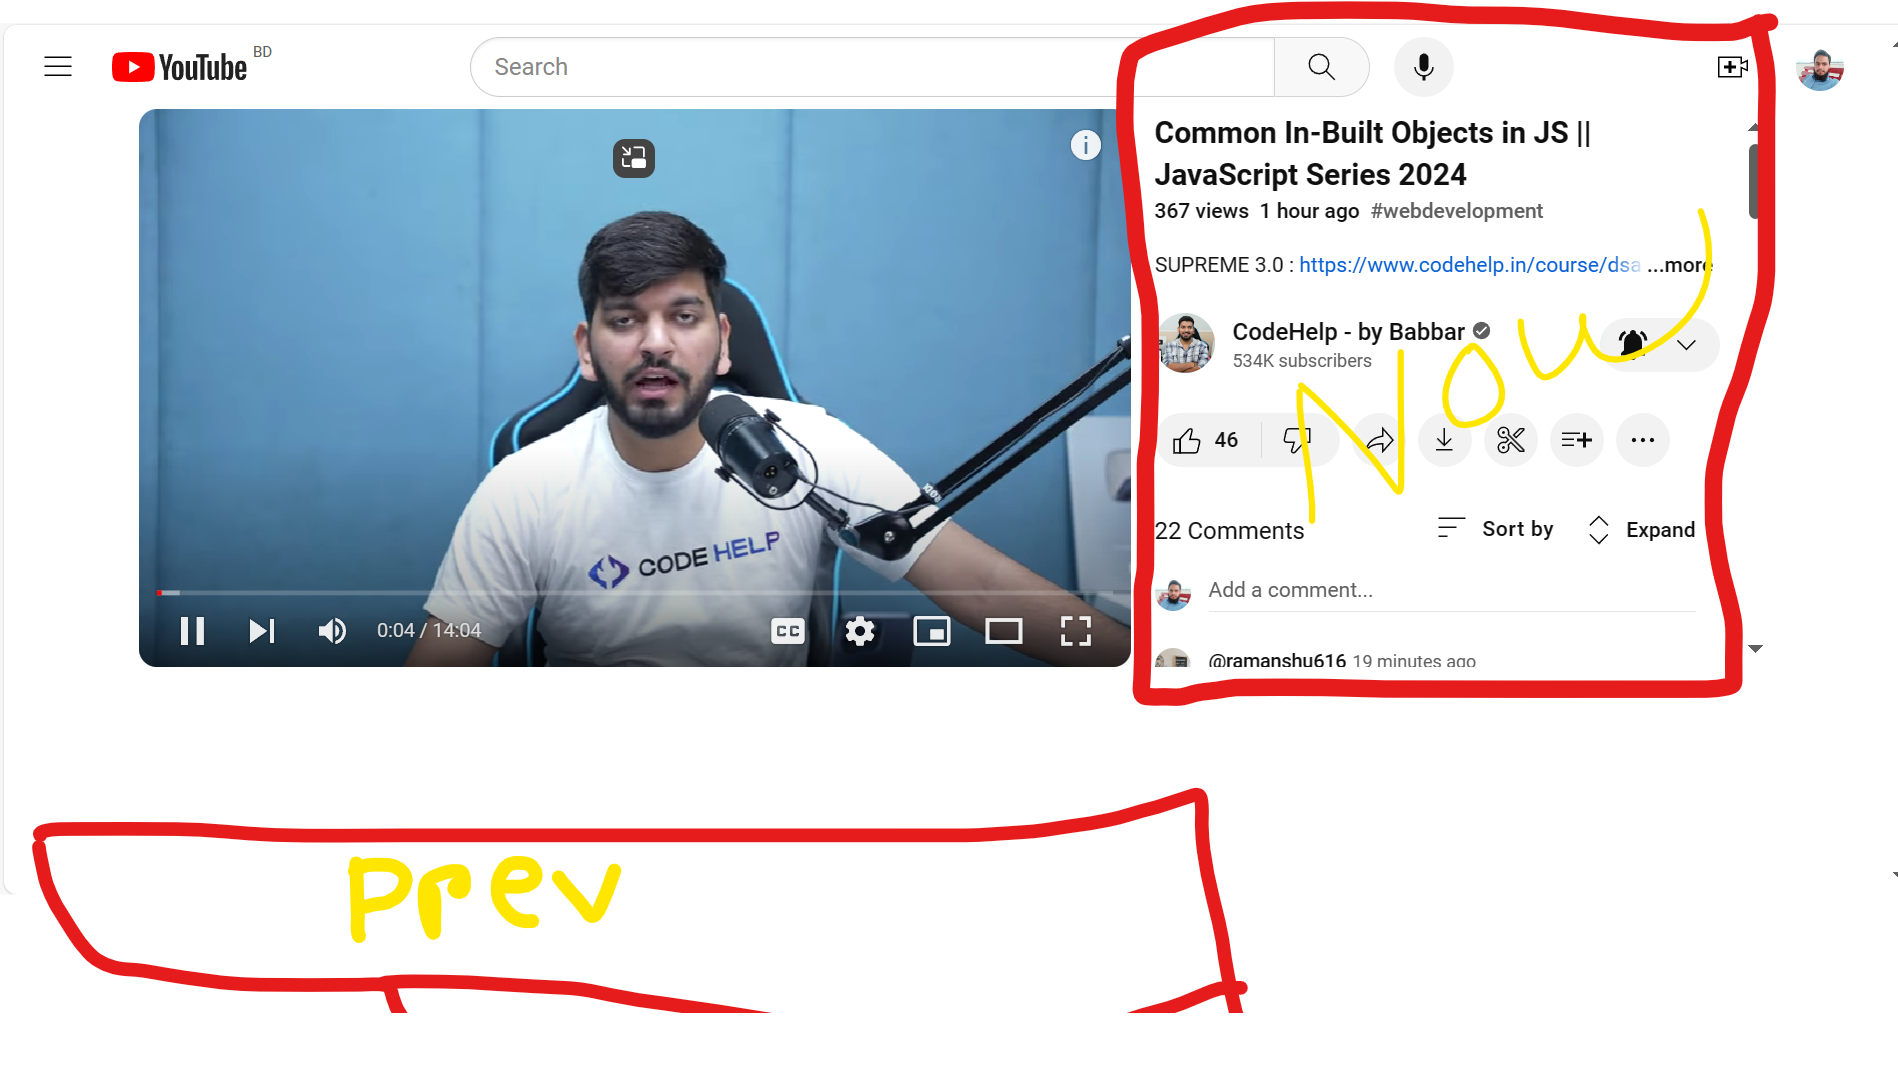 YouTube BD
Search
Common In-Built Objects in JS ||
JavaScript Series 2024
367 views 1 hour ago #webdevelopment
SUPREME 3.0 : https://www.codehelp.in/course/dsa ...more
CodeHelp - by Babbar
534K subscribers
Now
46
22 Comments Sort by Expand
Add a comment...
@ramanshu616 19 minutes ago
CODE HELP
0:04 / 14:04
CC
Prev